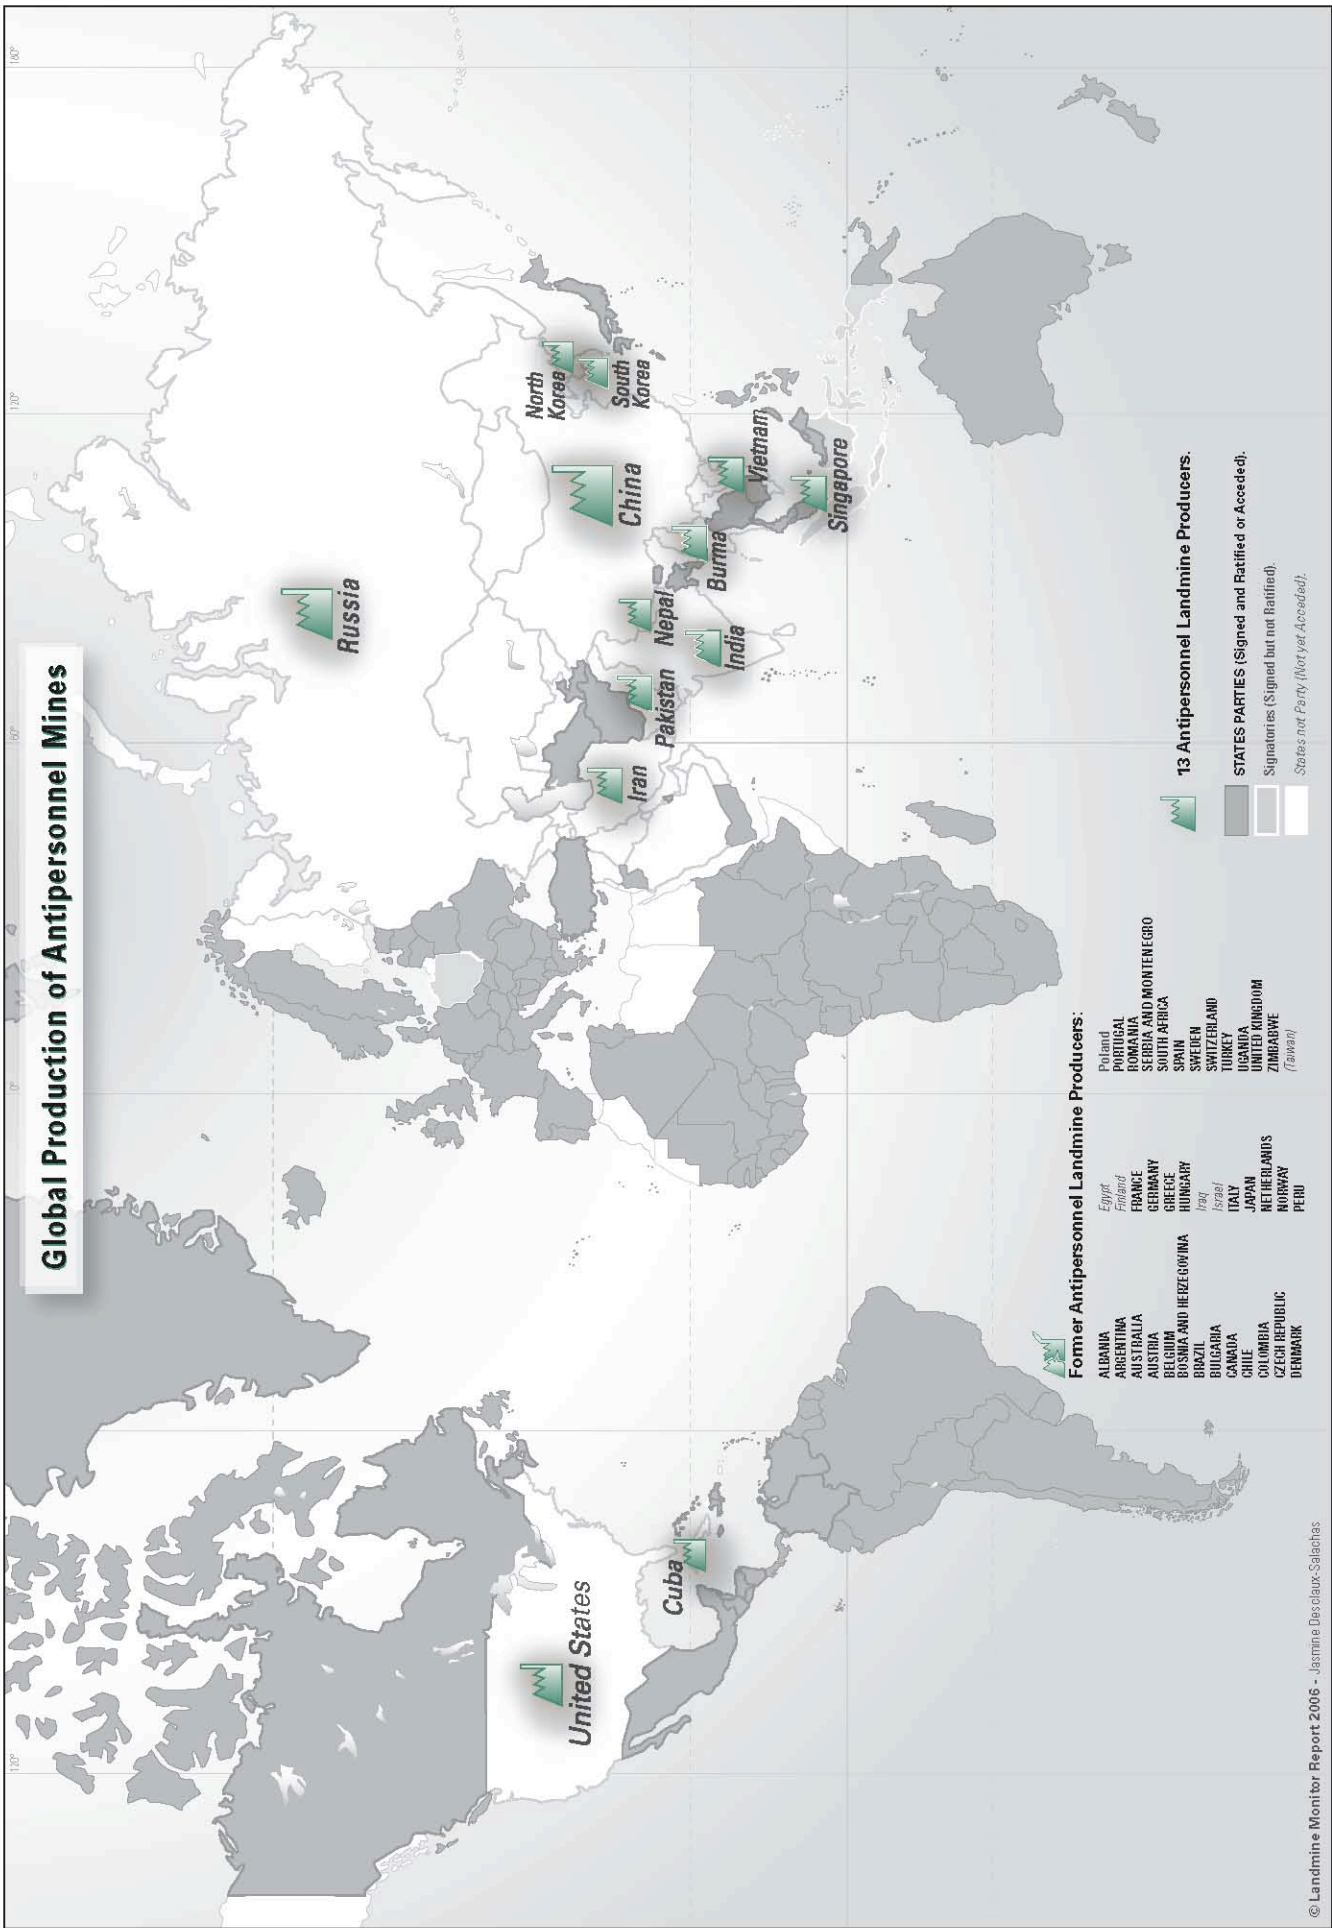 Global Production of Antipersonnel Mines
120°
0°
60°
120°
180°
Russia
North
Korea
South
Korea
China
Vietnam
Singapore
Burma
Nepal
India
Pakistan
Iran
United States
Cuba
Former Antipersonnel Landmine Producers:
ALBANIA
ARGENTINA
AUSTRALIA
AUSTRIA
BELGIUM
BOSNIA AND HERZEGOVINA
BRAZIL
BULGARIA
CANADA
CHILE
COLOMBIA
CZECH REPUBLIC
DENMARK
Egypt
Finland
FRANCE
GERMANY
GREECE
HUNGARY
Iraq
Israel
ITALY
JAPAN
NETHERLANDS
NORWAY
PERU
Poland
PORTUGAL
ROMANIA
SERBIA AND MONTENEGRO
SOUTH AFRICA
SPAIN
SWEDEN
SWITZERLAND
TURKEY
UGANDA
UNITED KINGDOM
ZIMBABWE
(Taiwan)
13 Antipersonnel Landmine Producers.
STATES PARTIES (Signed and Ratified or Acceded).
Signatories (Signed but not Ratified).
States not Party (Not yet Acceded).
© Landmine Monitor Report 2006 - Jasmine Desclaux-Salachas